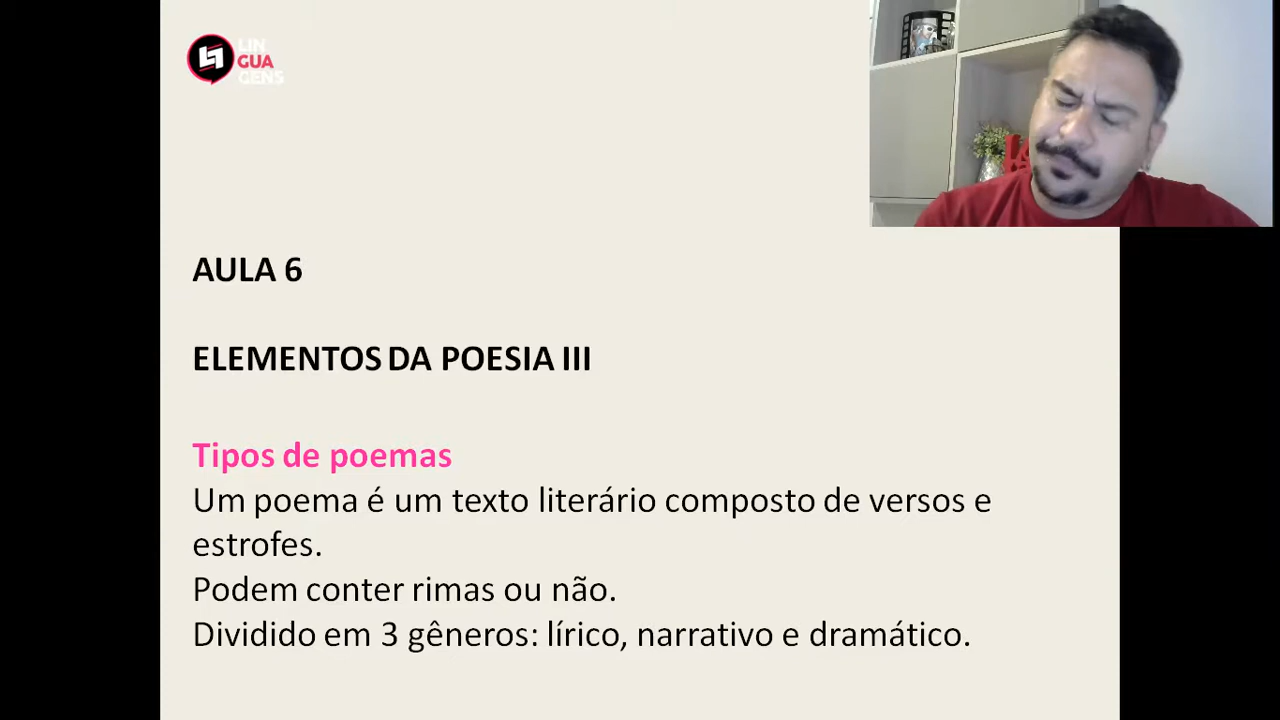 LIN
GUA
GENS
AULA 6
ELEMENTOS DA POESIA III
Tipos de poemas
Um poema é um texto literário composto de versos e
estrofes.
Podem conter rimas ou não.
Dividido em 3 gêneros: lírico, narrativo e dramático.